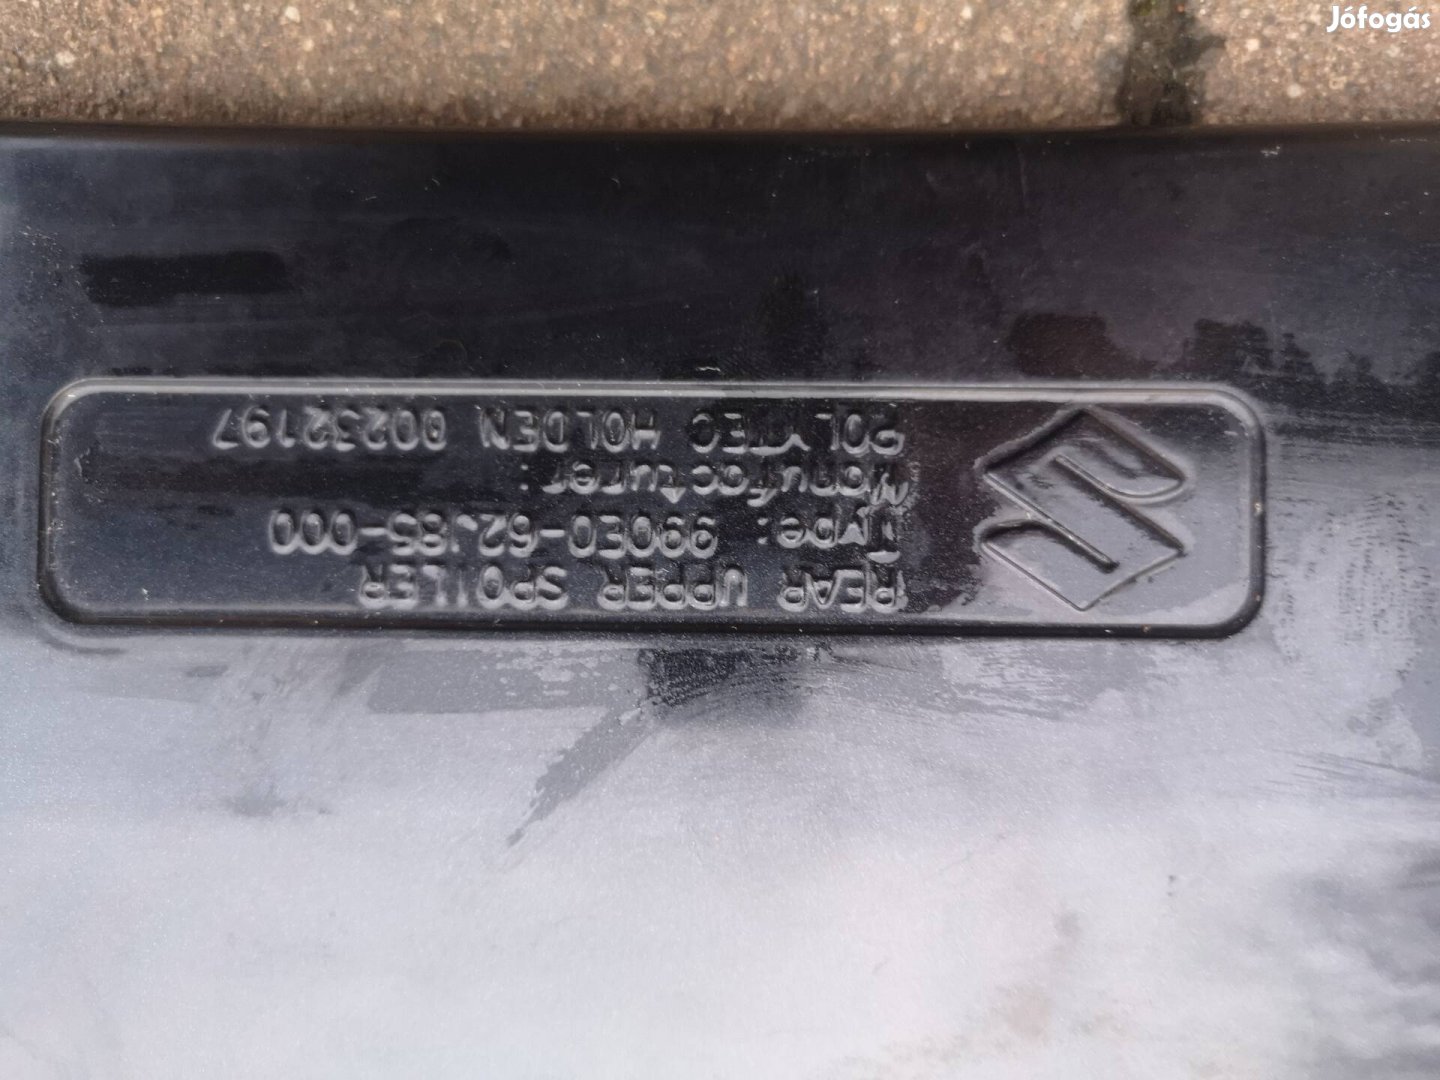 Jófogás
REAR UPPER SPOILER
Type: 990E0-62J85-000
Manufacturer:
POLYTEC HOLDEN 00232197